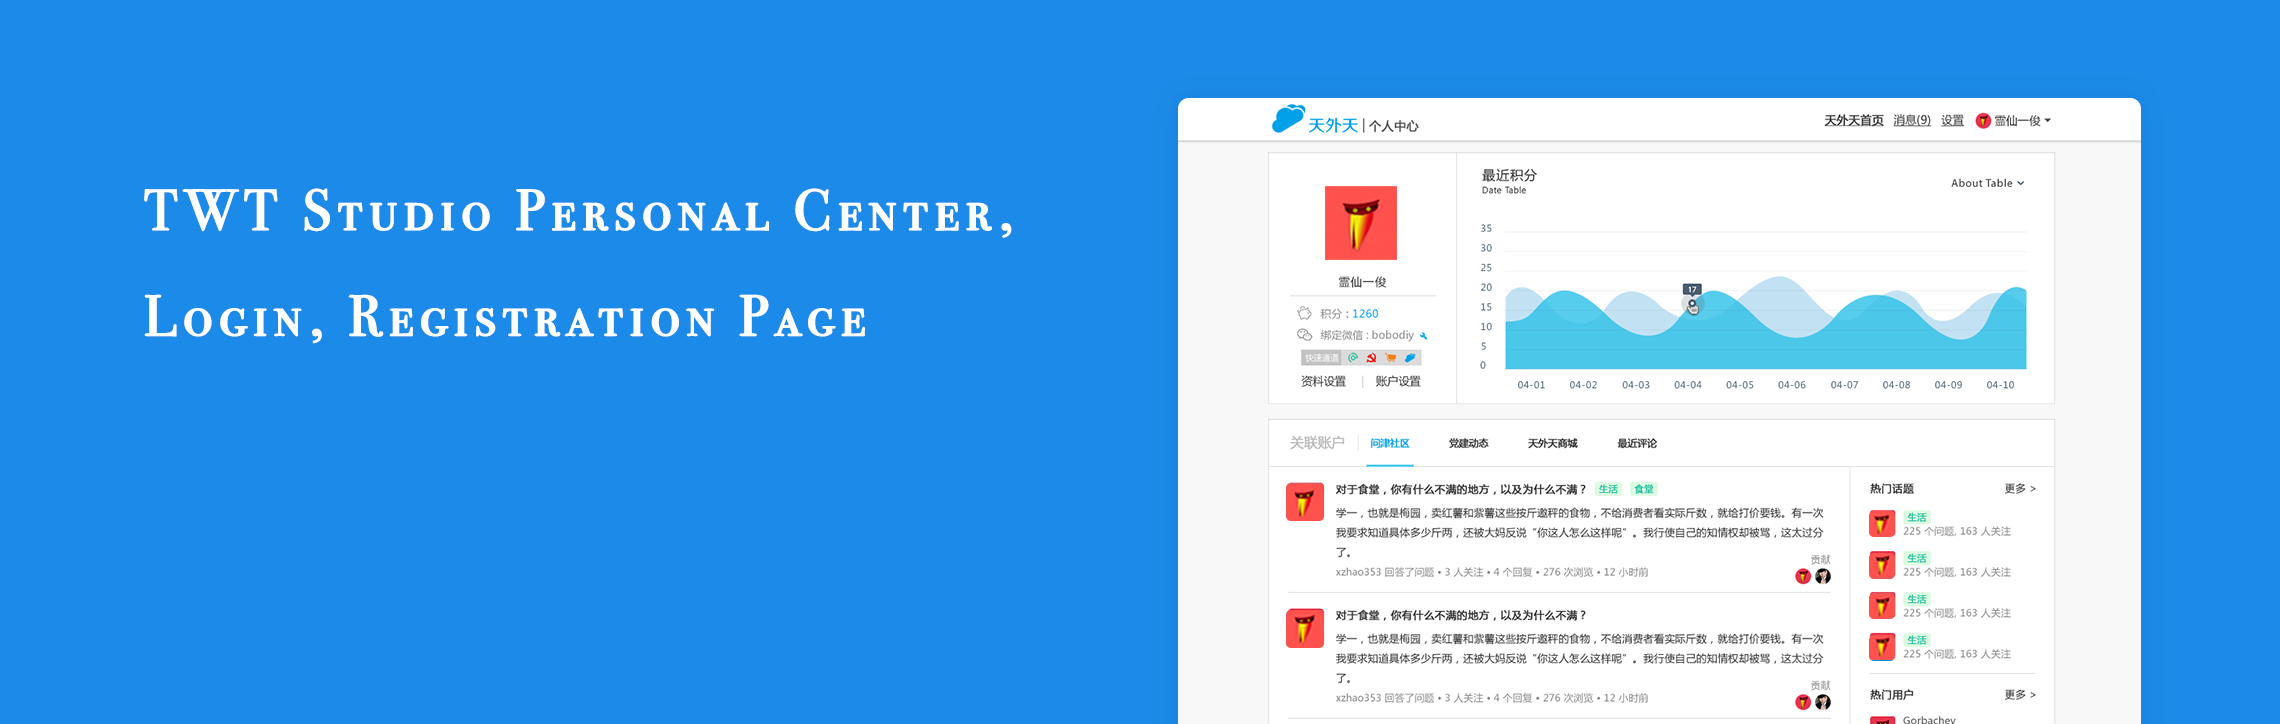 TWT Studio Personal Center,
Login, Registration Page
天外天 | 个人中心
天外天首页 消息(9) 设置 霊仙一俊
霊仙一俊
积分 : 1260
绑定微信 : bobodiy
快速通道
资料设置 | 账户设置
最近积分
Date Table
About Table
35
30
25
20
15
10
5
0
17
04-01 04-02 04-03 04-04 04-05 04-06 04-07 04-08 04-09 04-10
关联账户 问津社区 党建动态 天外天商城 最近评论
对于食堂，你有什么不满的地方，以及为什么不满？ 生活 食堂
学一，也就是梅园，卖红薯和紫薯这些按斤邀秤的食物，不给消费者看实际斤数，就给打价要钱。有一次
我要求知道具体多少斤两，还被大妈反说“你这人怎么这样呢”。我行使自己的知情权却被骂，这太过分
了。
贡献
xzhao353 回答了问题 • 3 人关注 • 4 个回复 • 276 次浏览 • 12 小时前
对于食堂，你有什么不满的地方，以及为什么不满？
学一，也就是梅园，卖红薯和紫薯这些按斤邀秤的食物，不给消费者看实际斤数，就给打价要钱。有一次
我要求知道具体多少斤两，还被大妈反说“你这人怎么这样呢”。我行使自己的知情权却被骂，这太过分
了。
贡献
xzhao353 回答了问题 • 3 人关注 • 4 个回复 • 276 次浏览 • 12 小时前
热门话题 更多 >
生活
225 个问题, 163 人关注
生活
225 个问题, 163 人关注
生活
225 个问题, 163 人关注
生活
225 个问题, 163 人关注
热门用户 更多 >
Gorbachev